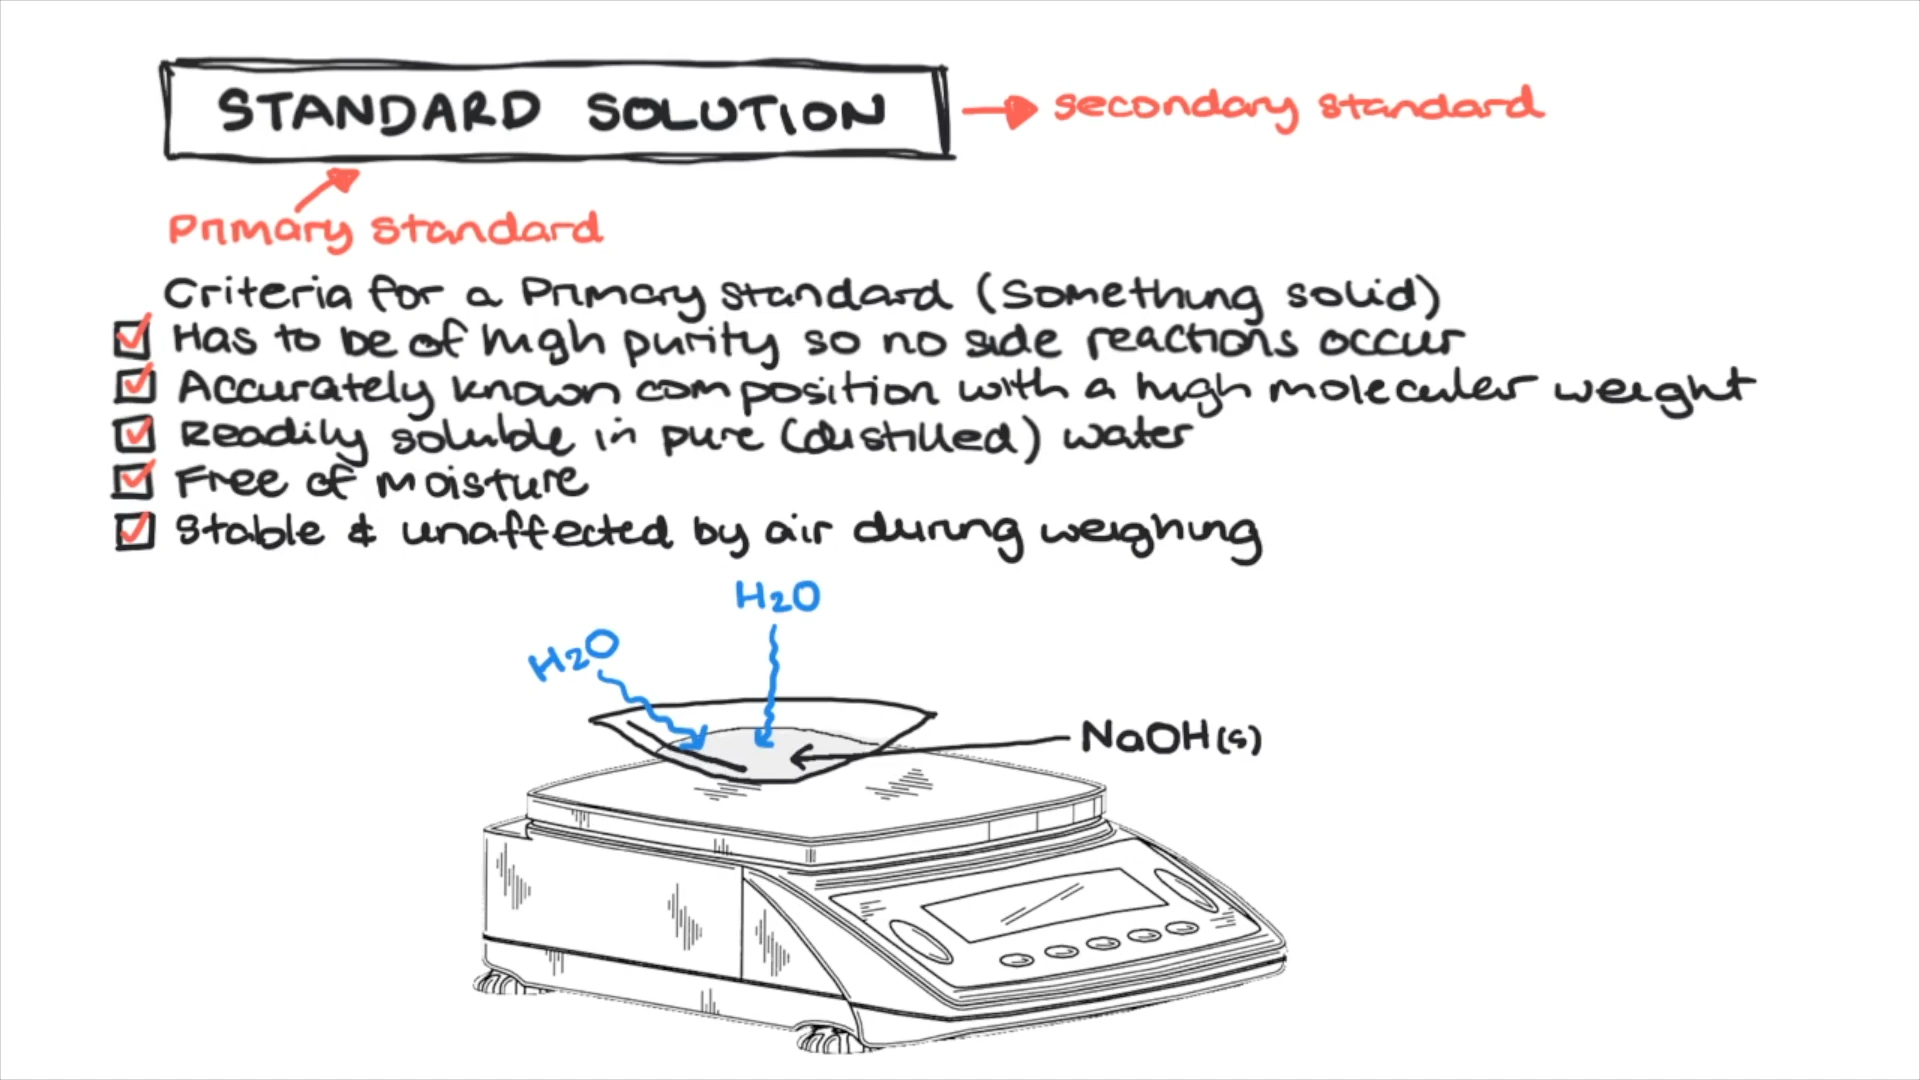 STANDARD SOLUTION → secondary standard
Primary standard
Criteria for a Primary standard (something solid)
Has to be of high purity so no side reactions occur
Accurately known composition with a high molecular weight
Readily soluble in pure (distilled) water
Free of moisture
Stable & unaffected by air during weighing
H2O
H2O
NaOH(s)